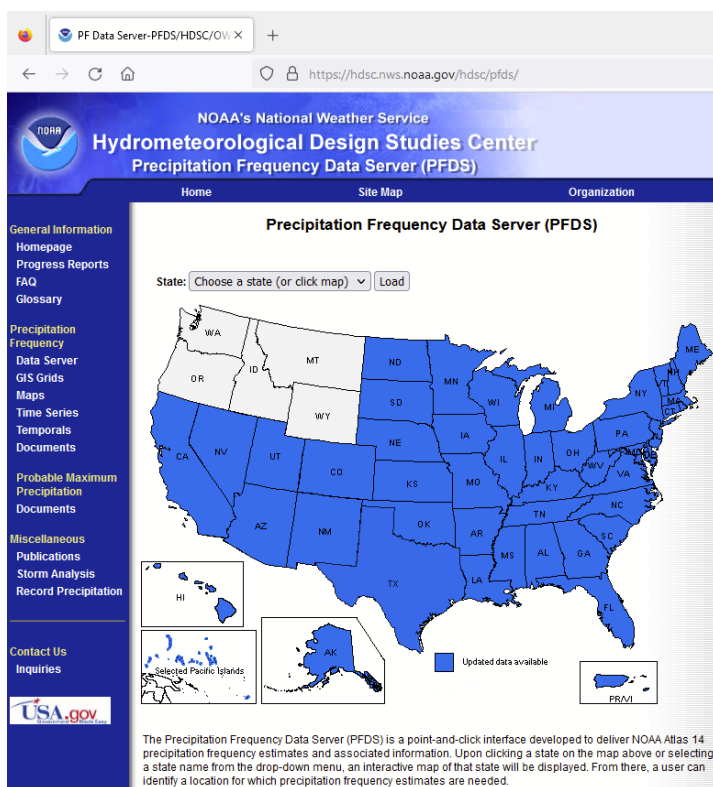 PF Data Server-PFDS/HDSC/OW
https://hdsc.nws.noaa.gov/hdsc/pfds/
NOAA
NOAA's National Weather Service
Hydrometeorological Design Studies Center
Precipitation Frequency Data Server (PFDS)
Home Site Map Organization
General Information
Homepage
Progress Reports
FAQ
Glossary
Precipitation
Frequency
Data Server
GIS Grids
Maps
Time Series
Temporals
Documents
Probable Maximum
Precipitation
Documents
Miscellaneous
Publications
Storm Analysis
Record Precipitation
Contact Us
Inquiries
USA.gov
Government Made Easy
Precipitation Frequency Data Server (PFDS)
State: Choose a state (or click map) Load
WA
MT
ND
ME
OR
ID
MN
VT
NH
SD
WI
NY
MA
WY
MI
CT
IA
PA
NE
NV
UT
IL
IN
OH
MD
CA
CO
WV
VA
KS
MO
KY
NC
TN
AZ
NM
OK
AR
SC
MS
AL
GA
TX
LA
HI
FL
AK
Selected Pacific Islands
Updated data available
PR/VI
The Precipitation Frequency Data Server (PFDS) is a point-and-click interface developed to deliver NOAA Atlas 14
precipitation frequency estimates and associated information. Upon clicking a state on the map above or selecting
a state name from the drop-down menu, an interactive map of that state will be displayed. From there, a user can
identify a location for which precipitation frequency estimates are needed.